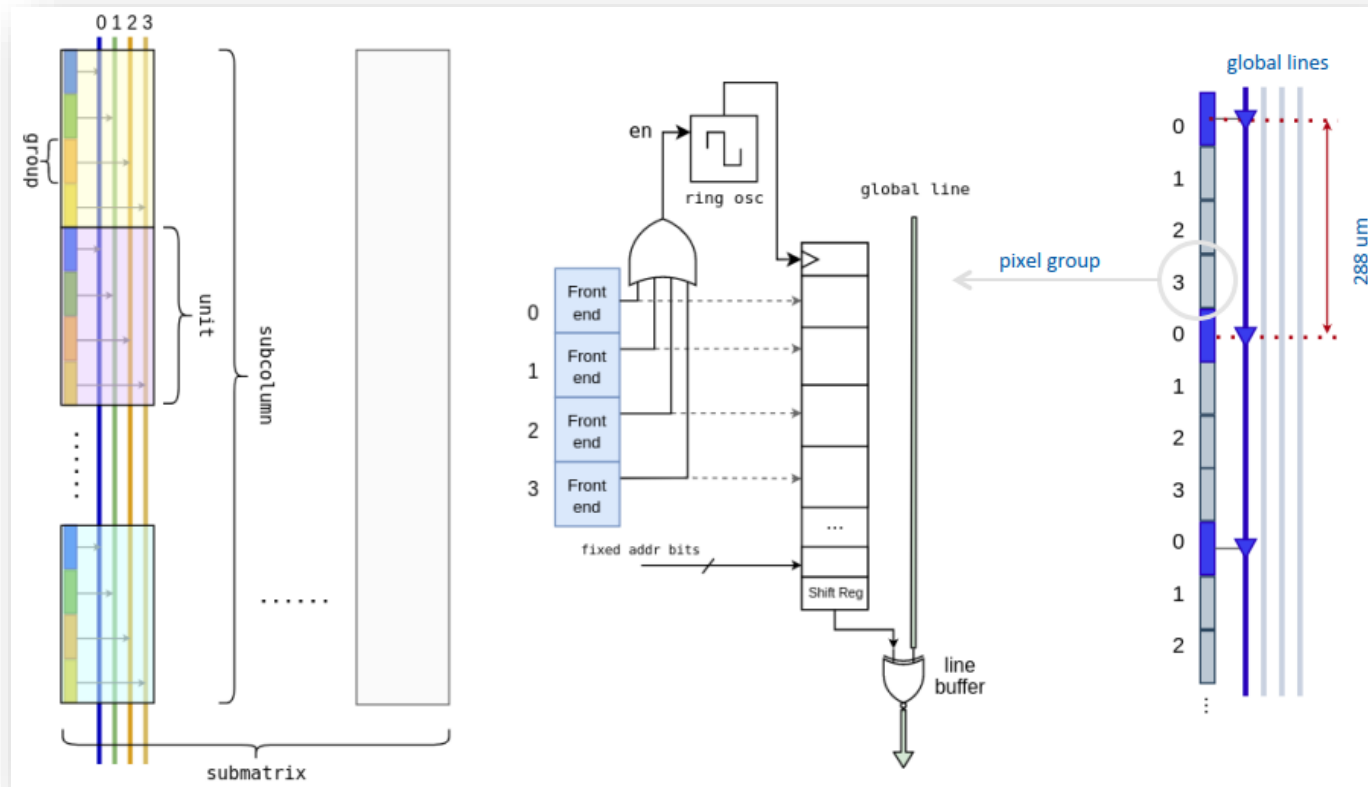 0 1 2 3
group
unit
subcolumn
......
......
submatrix
en
ring osc
global line
0
Front
end
1
Front
end
2
Front
end
3
Front
end
...
fixed addr bits
Shift Reg
line
buffer
global lines
pixel group
288 um
0
1
2
3
0
1
2
3
0
1
2
...